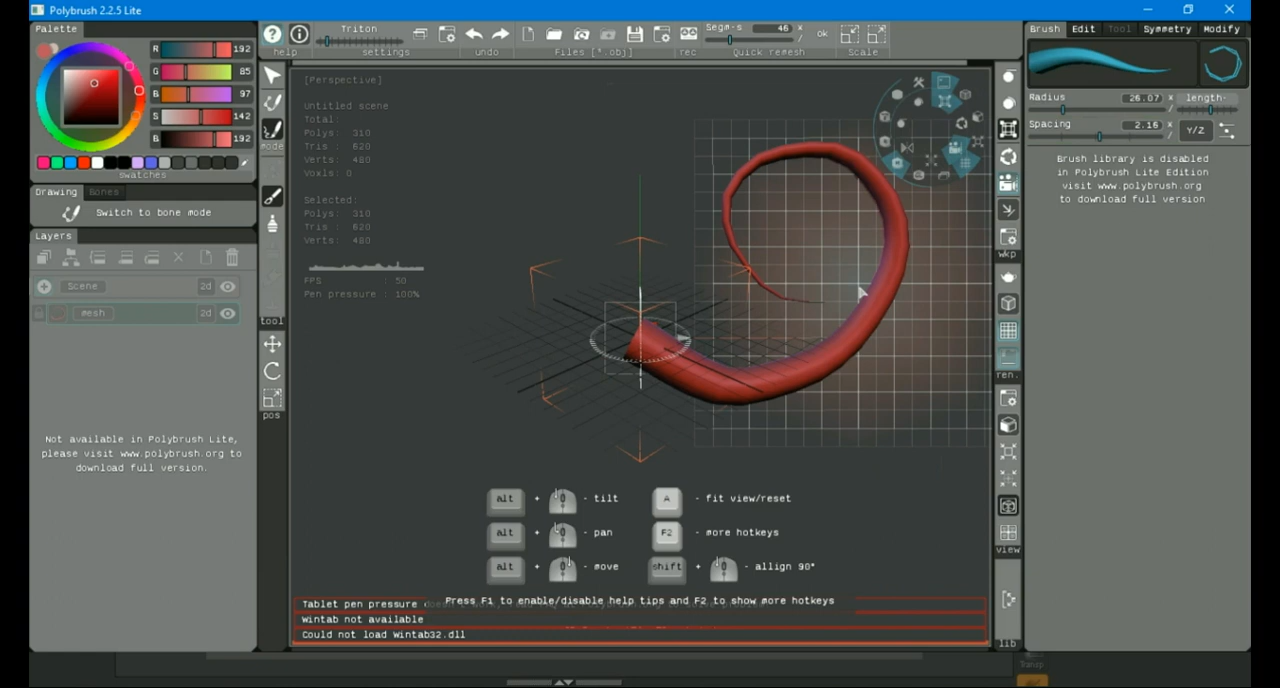 Polybrush 2.2.5 Lite
Palette
R 192
G 85
B 97
S 142
B 192
swatches
Drawing Bones
Switch to bone mode
Layers
Scene 2d
mesh 2d
Not available in Polybrush Lite,
please visit www.polybrush.org to
download full version.
help
Triton
settings
undo
Files [*.obj]
rec
Segm-s 46 x / ok
Quick remesh
Scale
mode
tool
pos
[Perspective]
Untitled scene
Total:
Polys: 310
Tris : 620
Verts: 480
Voxls: 0
Selected:
Polys: 310
Tris : 620
Verts: 480
FPS : 50
Pen pressure : 100%
alt + - tilt A - fit view/reset
alt + - pan F2 - more hotkeys
alt + - move shift + - allign 90°
Press F1 to enable/disable help tips and F2 to show more hotkeys
Tablet pen pressure
Wintab not available
Could not load Wintab32.dll
wkp
ren.
view
lib
Brush Edit Tool Symmetry Modify
Radius 26.07 x / length-
Spacing 2.16 x / Y/Z
Brush library is disabled
in Polybrush Lite Edition
visit www.polybrush.org
to download full version
Transp